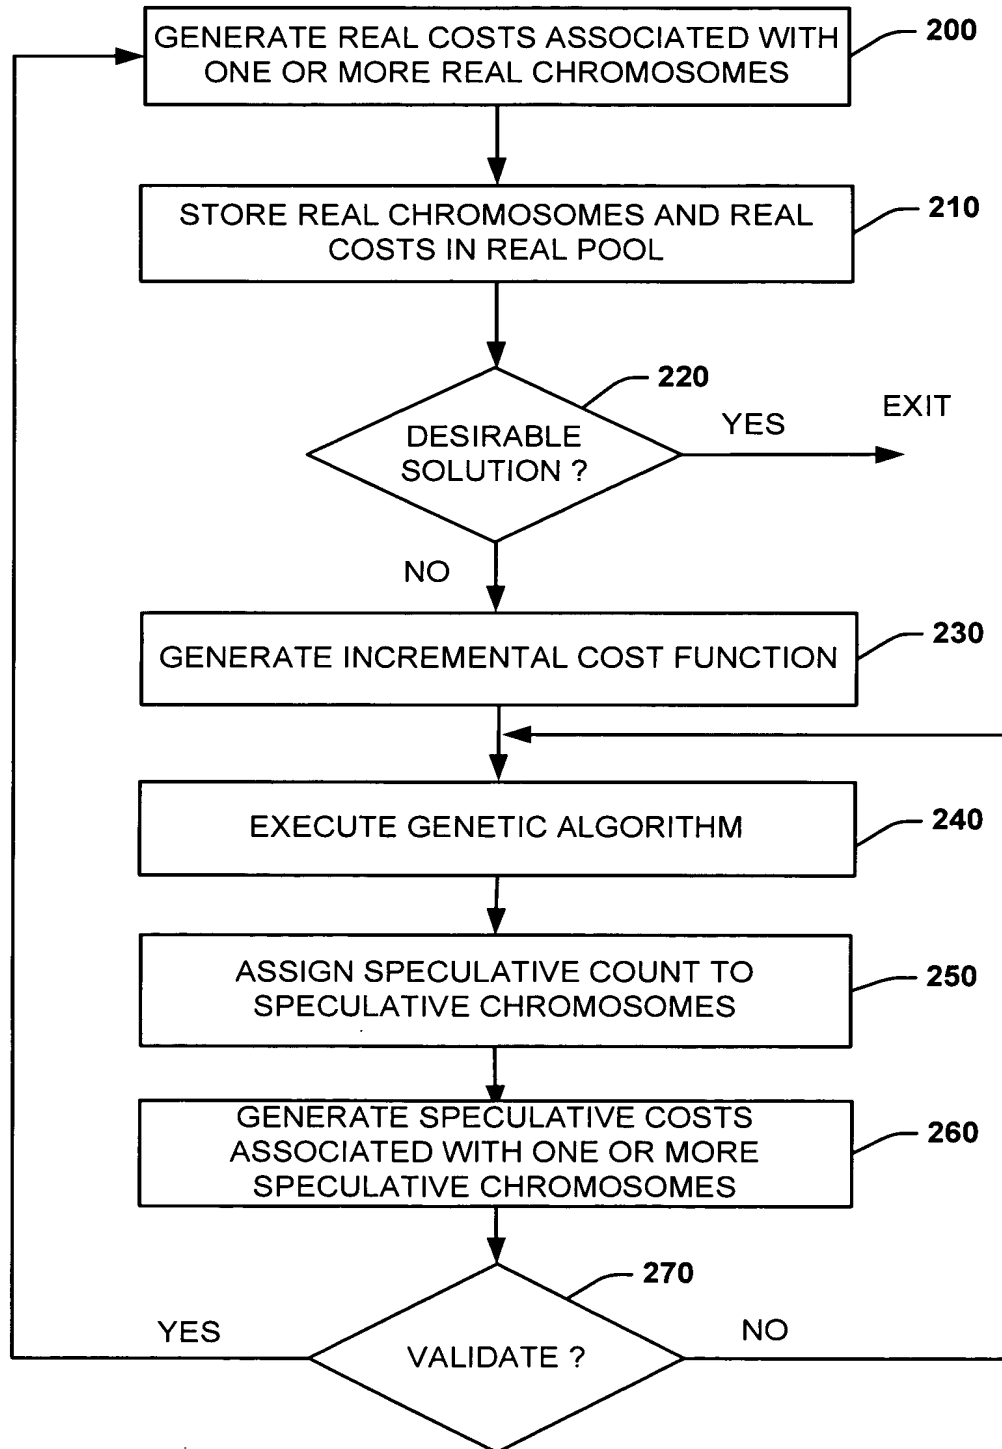 GENERATE REAL COSTS ASSOCIATED WITH
ONE OR MORE REAL CHROMOSOMES
200
STORE REAL CHROMOSOMES AND REAL
COSTS IN REAL POOL
210
220
DESIRABLE
SOLUTION ?
YES
EXIT
NO
GENERATE INCREMENTAL COST FUNCTION
230
EXECUTE GENETIC ALGORITHM
240
ASSIGN SPECULATIVE COUNT TO
SPECULATIVE CHROMOSOMES
250
GENERATE SPECULATIVE COSTS
ASSOCIATED WITH ONE OR MORE
SPECULATIVE CHROMOSOMES
260
270
YES
VALIDATE ?
NO